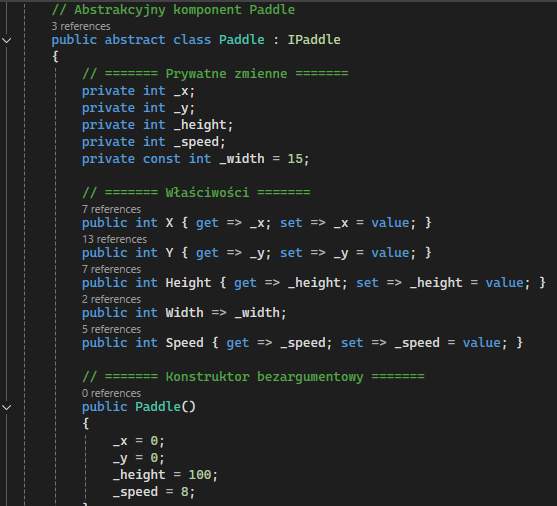 // Abstrakcyjny komponent Paddle
3 references
public abstract class Paddle : IPaddle
{
// ======= Prywatne zmienne =======
private int _x;
private int _y;
private int _height;
private int _speed;
private const int _width = 15;
// ======= Właściwości =======
7 references
public int X { get => _x; set => _x = value; }
13 references
public int Y { get => _y; set => _y = value; }
7 references
public int Height { get => _height; set => _height = value; }
2 references
public int Width => _width;
5 references
public int Speed { get => _speed; set => _speed = value; }
// ======= Konstruktor bezargumentowy =======
0 references
public Paddle()
{
_x = 0;
_y = 0;
_height = 100;
_speed = 8;
}